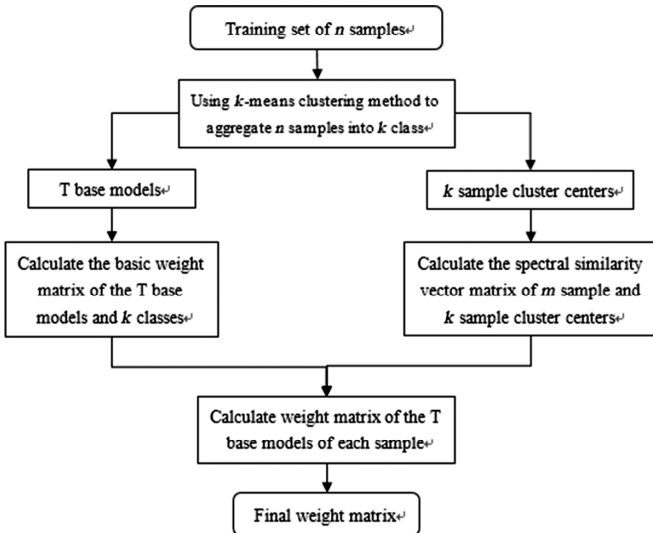 Training set of n samples↵
Using k-means clustering method to
aggregate n samples into k class↵
T base models↵
k sample cluster centers↵
Calculate the basic weight
matrix of the T base
models and k classes↵
Calculate the spectral similarity
vector matrix of m sample and
k sample cluster centers↵
Calculate weight matrix of the T
base models of each sample↵
Final weight matrix↵